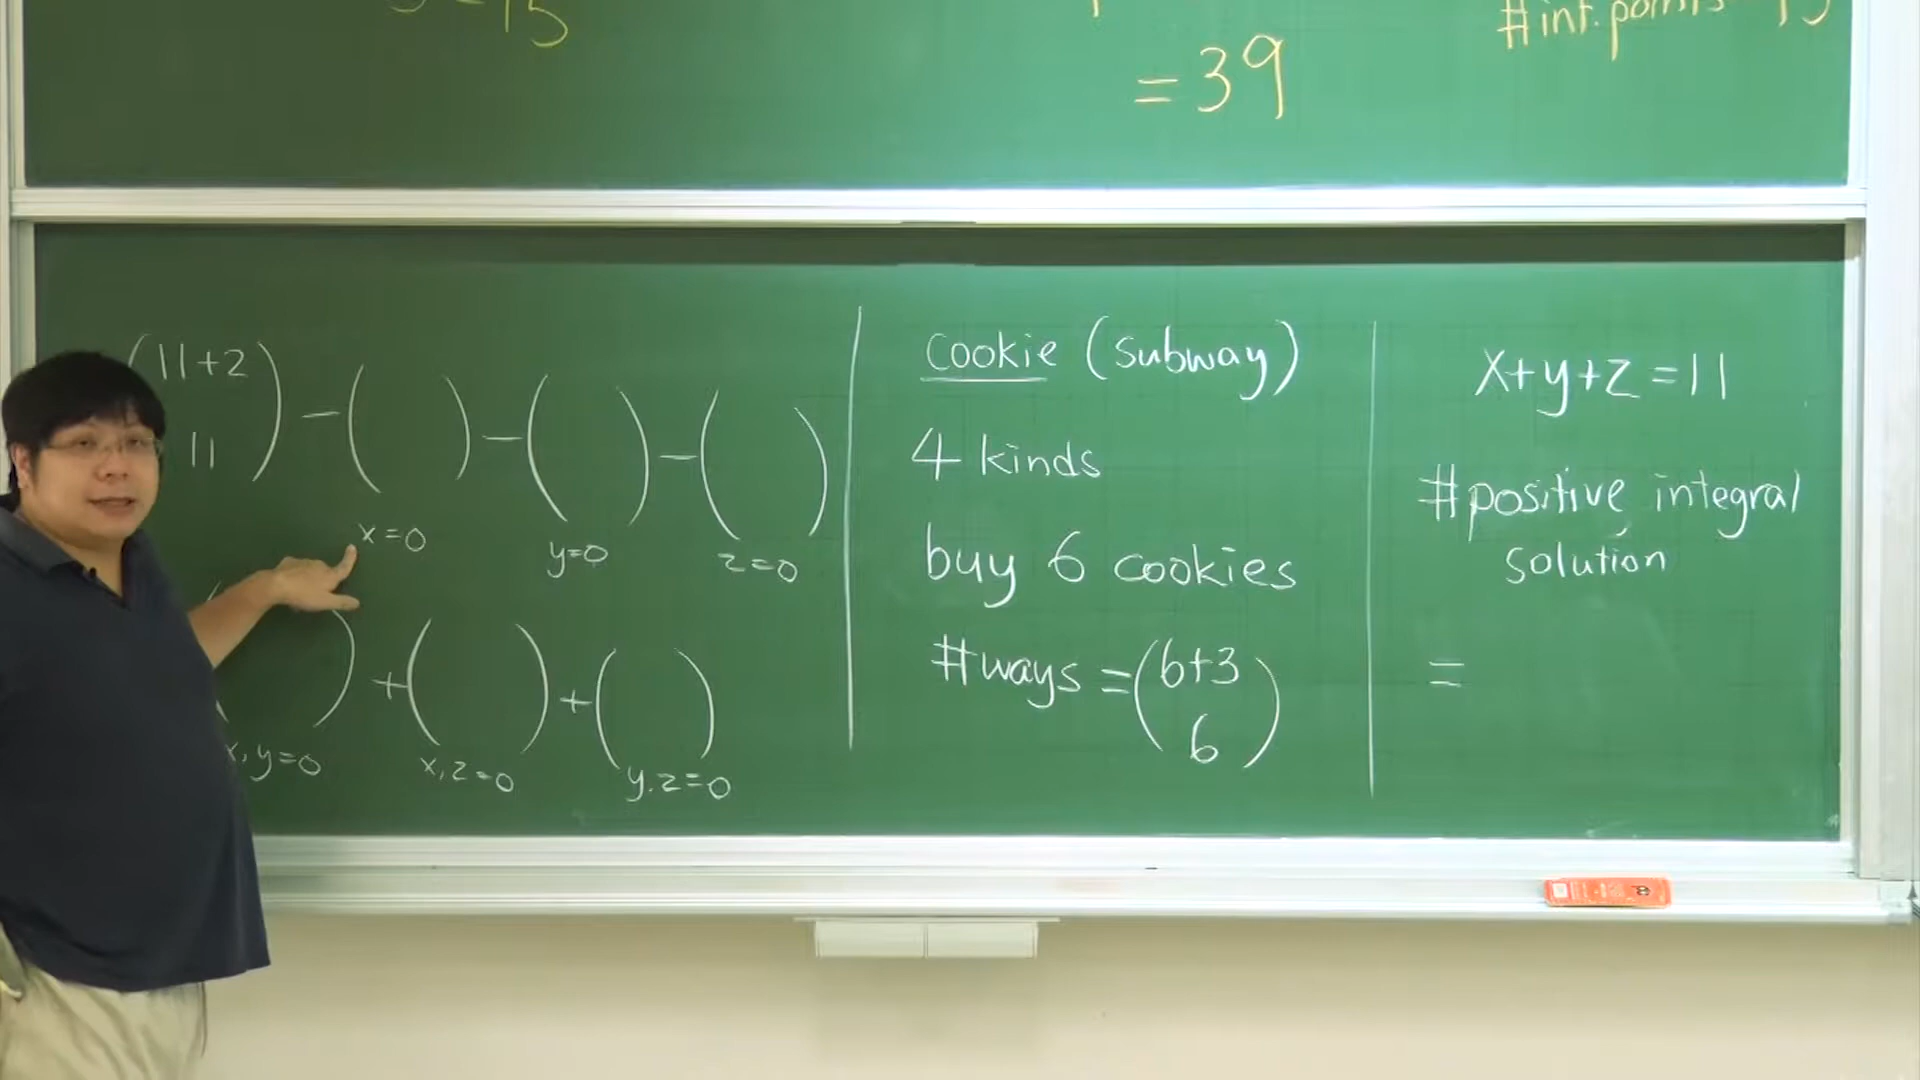 = 39
#int. points
(11+2 11) - ( ) - ( ) - ( )
x=0 y=0 z=0
( ) + ( ) + ( )
x, y=0 x, z=0 y, z=0
Cookie (subway)
4 kinds
buy 6 cookies
#ways = (6+3 6)
x+y+z=11
#positive integral
solution
=